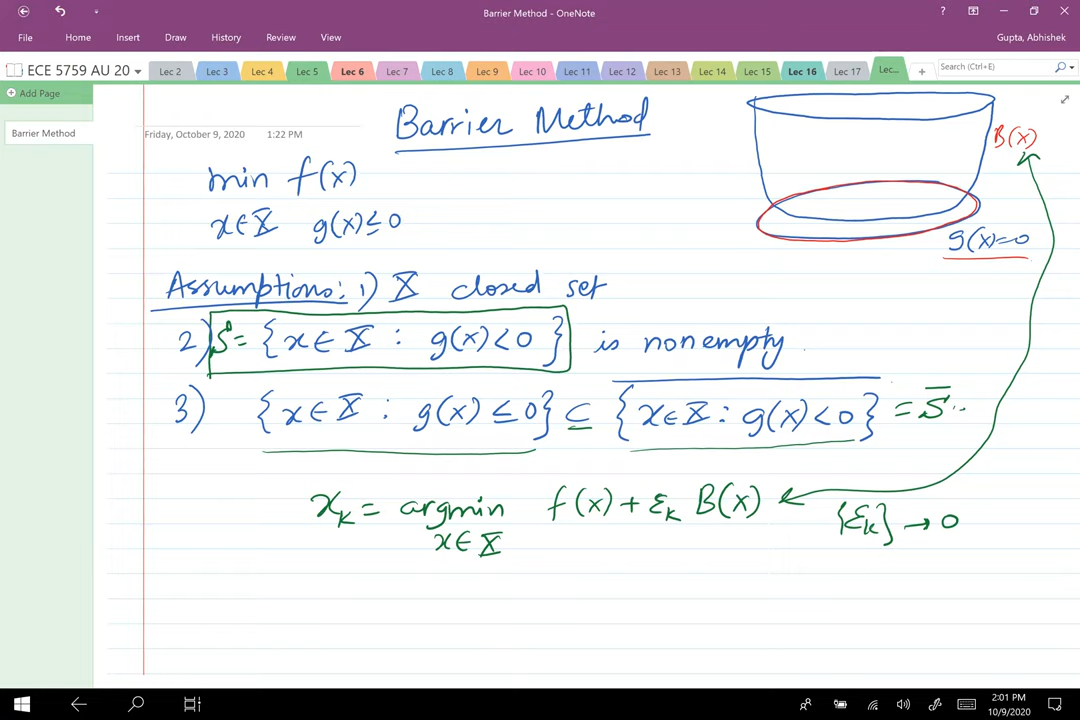 Barrier Method - OneNote
?
File Home Insert Draw History Review View
Gupta, Abhishek
ECE 5759 AU 20
Lec 2 Lec 3 Lec 4 Lec 5 Lec 6 Lec 7 Lec 8 Lec 9 Lec 10 Lec 11 Lec 12 Lec 13 Lec 14 Lec 15 Lec 16 Lec 17 Lec... +
Search (Ctrl+E)
Add Page
Barrier Method
Friday, October 9, 2020 1:22 PM
Barrier Method
B(x)
g(x)=0
min f(x)
x∈X g(x)≤0
Assumptions: 1) X closed set
2) S = {x∈X : g(x)<0} is nonempty.
3) {x∈X : g(x)≤0} ⊆ {x∈X : g(x)<0} = S̄
x_k = argmin f(x) + ε_k B(x)
x∈X
{ε_k} → 0
2:01 PM
10/9/2020